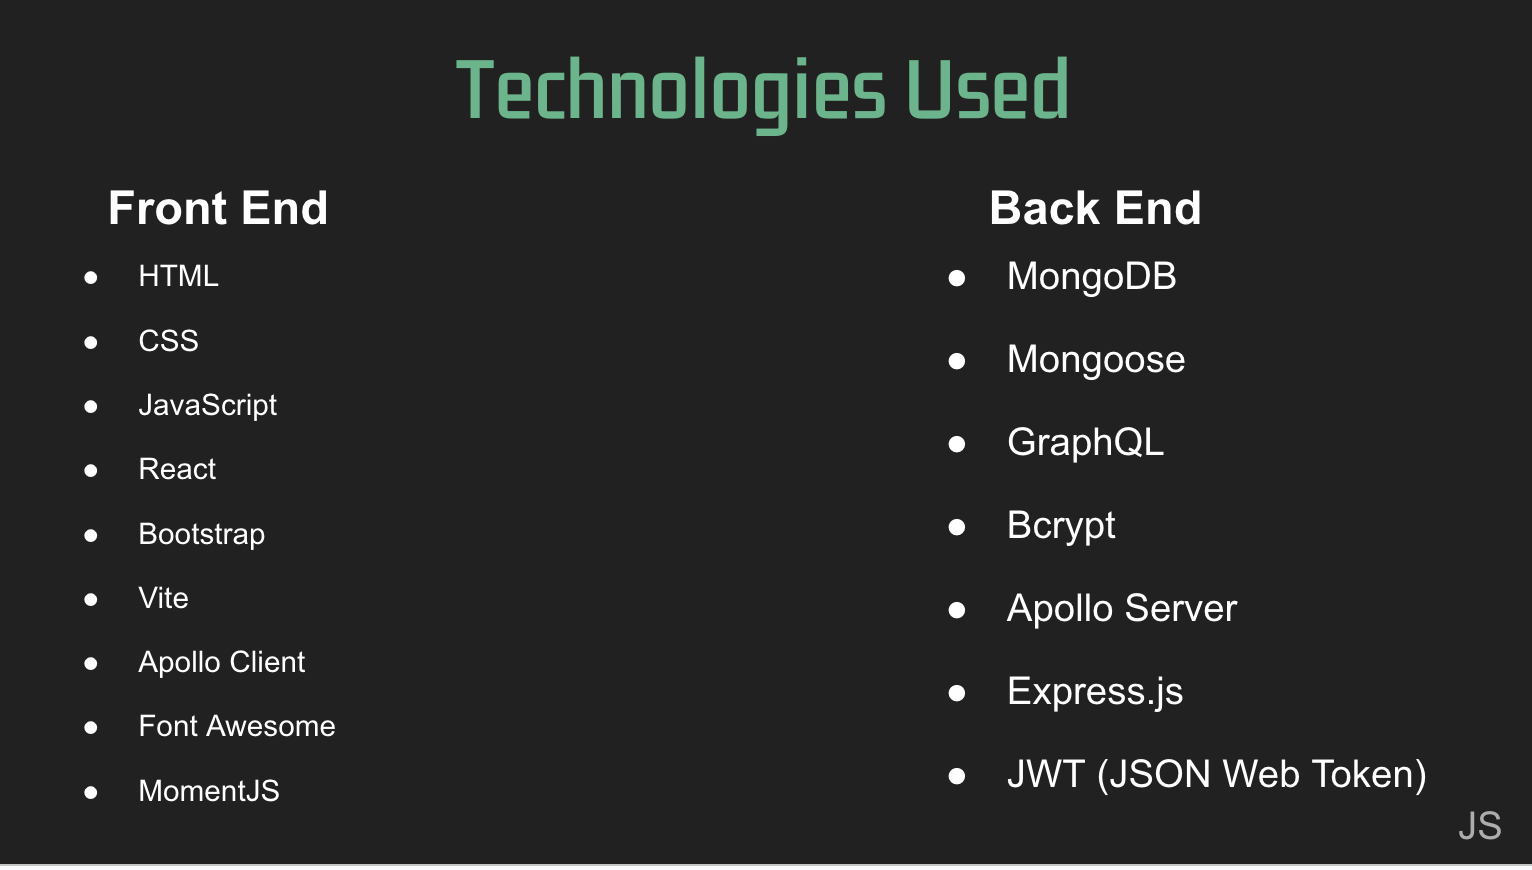 Technologies Used
Front End
● HTML
● CSS
● JavaScript
● React
● Bootstrap
● Vite
● Apollo Client
● Font Awesome
● MomentJS
Back End
● MongoDB
● Mongoose
● GraphQL
● Bcrypt
● Apollo Server
● Express.js
● JWT (JSON Web Token)
JS